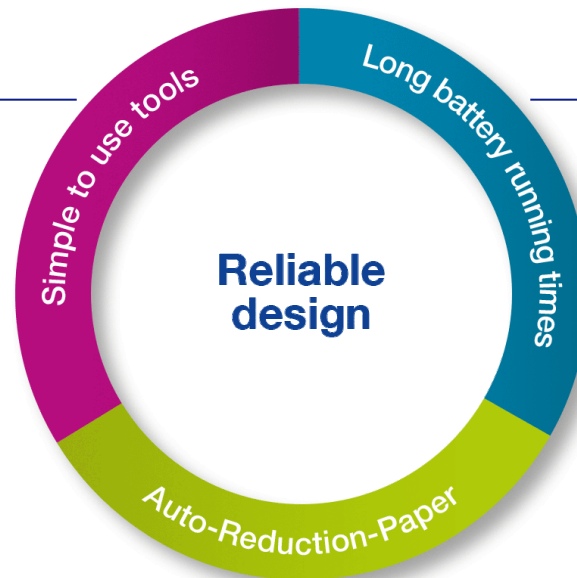 Simple to use tools
Long battery running times
Reliable
design
Auto-Reduction-Paper